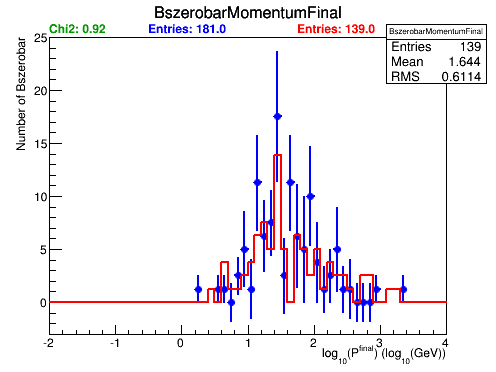 BszerobarMomentumFinal
Chi2: 0.92 Entries: 181.0 Entries: 139.0
BszerobarMomentumFinal
Entries 139
Mean 1.644
RMS 0.6114
Number of Bszerobar
25
20
15
10
5
0
-2 -1 0 1 2 3 4
log10(Pfinal) (log10(GeV))